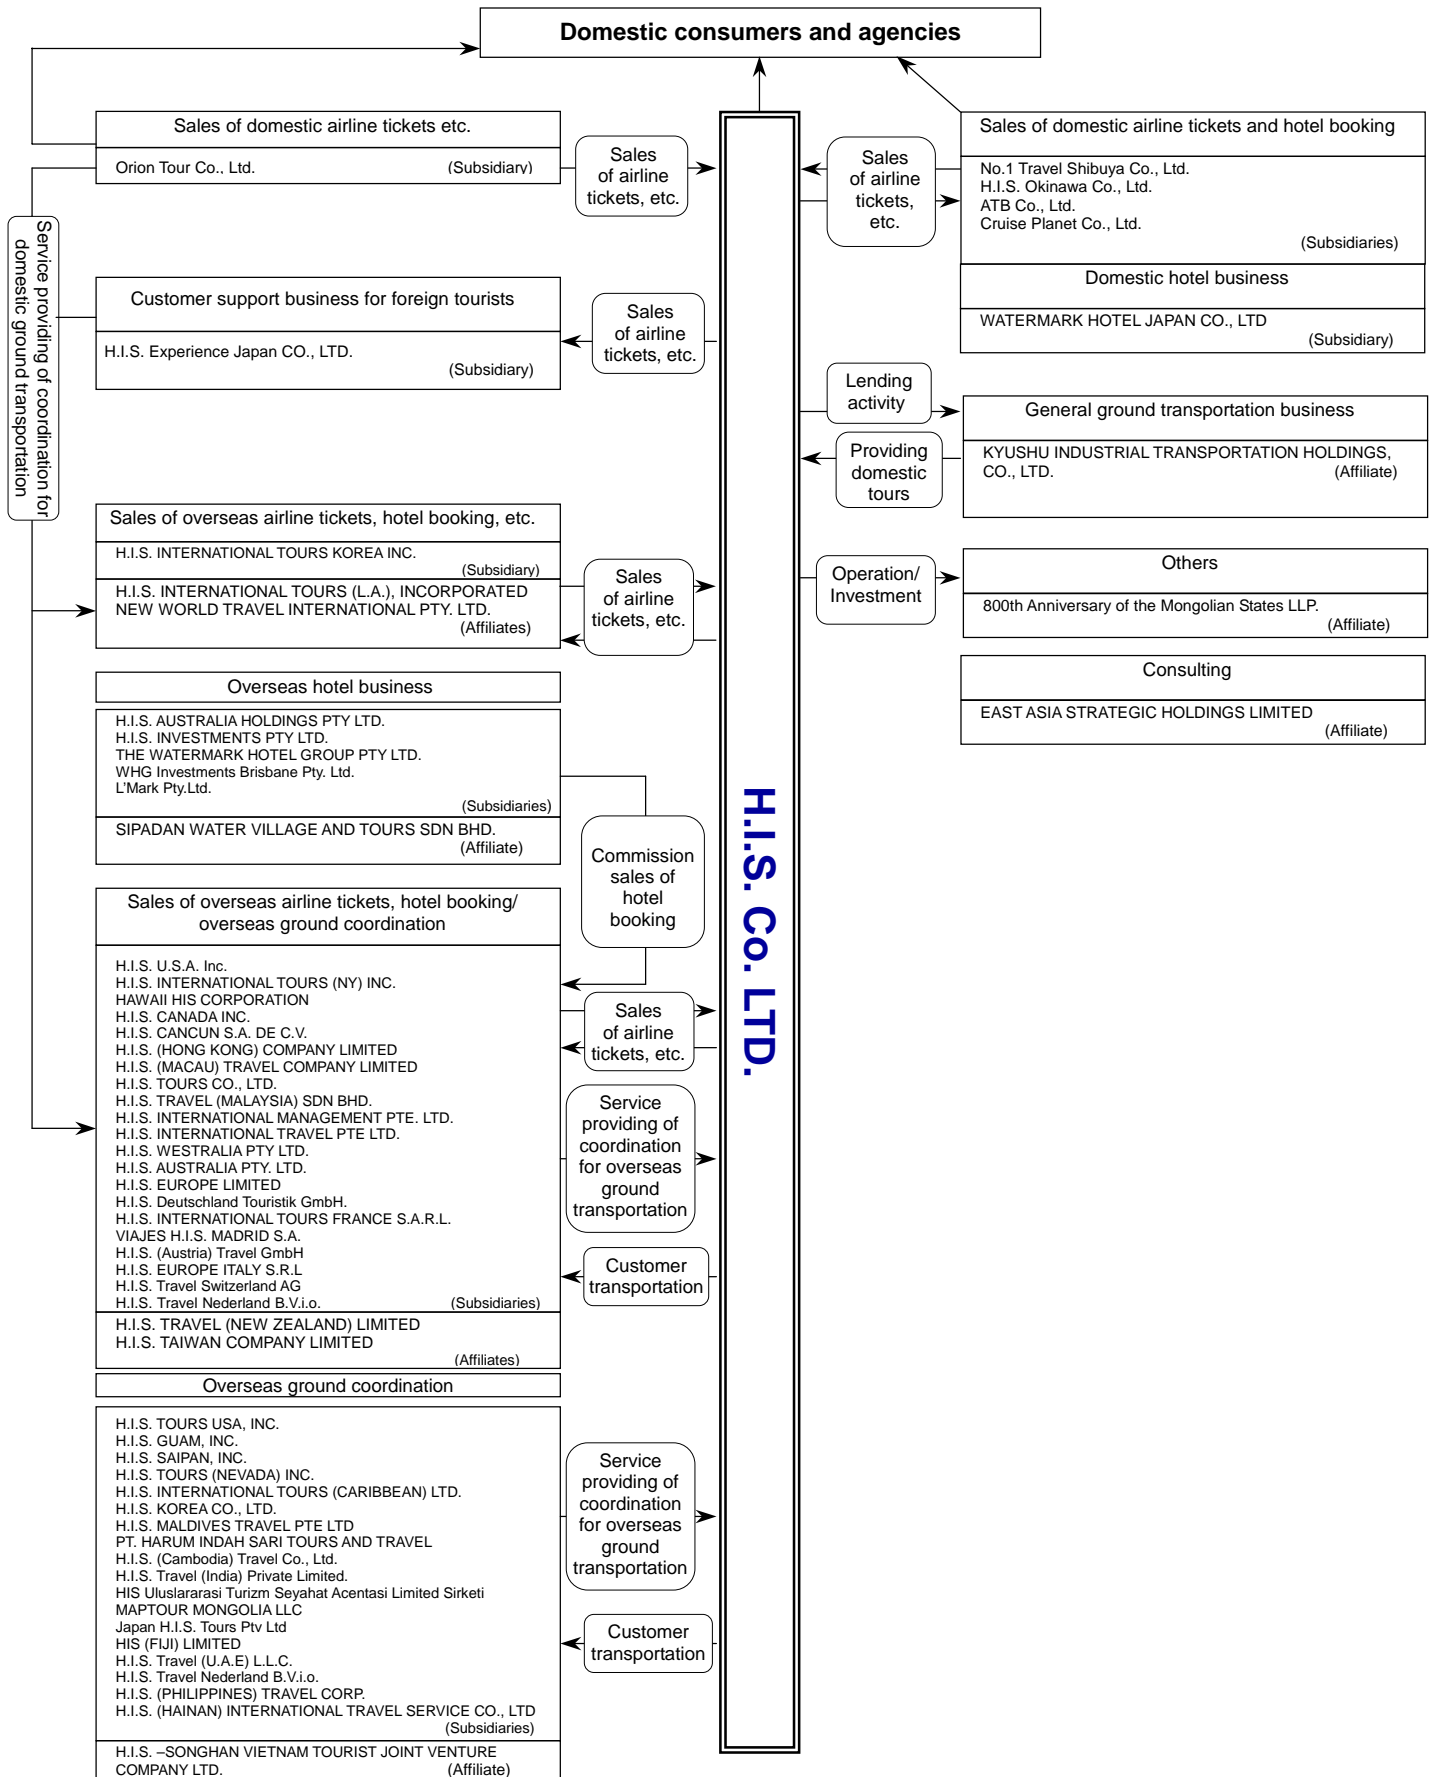 Domestic consumers and agencies
Sales of domestic airline tickets etc.
Orion Tour Co., Ltd. (Subsidiary)
Sales
of airline
tickets, etc.
Service providing of coordination for
domestic ground transportation
Customer support business for foreign tourists
H.I.S. Experience Japan CO., LTD.
(Subsidiary)
Sales
of airline
tickets, etc.
Sales of overseas airline tickets, hotel booking, etc.
H.I.S. INTERNATIONAL TOURS KOREA INC.
(Subsidiary)
H.I.S. INTERNATIONAL TOURS (L.A.), INCORPORATED
NEW WORLD TRAVEL INTERNATIONAL PTY. LTD.
(Affiliates)
Sales
of airline
tickets, etc.
Overseas hotel business
H.I.S. AUSTRALIA HOLDINGS PTY LTD.
H.I.S. INVESTMENTS PTY LTD.
THE WATERMARK HOTEL GROUP PTY LTD.
WHG Investments Brisbane Pty. Ltd.
L'Mark Pty.Ltd.
(Subsidiaries)
SIPADAN WATER VILLAGE AND TOURS SDN BHD.
(Affiliate)
Commission
sales of
hotel
booking
Sales of overseas airline tickets, hotel booking/
overseas ground coordination
H.I.S. U.S.A. Inc.
H.I.S. INTERNATIONAL TOURS (NY) INC.
HAWAII HIS CORPORATION
H.I.S. CANADA INC.
H.I.S. CANCUN S.A. DE C.V.
H.I.S. (HONG KONG) COMPANY LIMITED
H.I.S. (MACAU) TRAVEL COMPANY LIMITED
H.I.S. TOURS CO., LTD.
H.I.S. TRAVEL (MALAYSIA) SDN BHD.
H.I.S. INTERNATIONAL MANAGEMENT PTE. LTD.
H.I.S. INTERNATIONAL TRAVEL PTE LTD.
H.I.S. WESTRALIA PTY LTD.
H.I.S. AUSTRALIA PTY. LTD.
H.I.S. EUROPE LIMITED
H.I.S. Deutschland Touristik GmbH.
H.I.S. INTERNATIONAL TOURS FRANCE S.A.R.L.
VIAJES H.I.S. MADRID S.A.
H.I.S. (Austria) Travel GmbH
H.I.S. EUROPE ITALY S.R.L
H.I.S. Travel Switzerland AG
H.I.S. Travel Nederland B.V.i.o. (Subsidiaries)
H.I.S. TRAVEL (NEW ZEALAND) LIMITED
H.I.S. TAIWAN COMPANY LIMITED
(Affiliates)
Sales
of airline
tickets, etc.
Service
providing of
coordination
for overseas
ground
transportation
Customer
transportation
Overseas ground coordination
H.I.S. TOURS USA, INC.
H.I.S. GUAM, INC.
H.I.S. SAIPAN, INC.
H.I.S. TOURS (NEVADA) INC.
H.I.S. INTERNATIONAL TOURS (CARIBBEAN) LTD.
H.I.S. KOREA CO., LTD.
H.I.S. MALDIVES TRAVEL PTE LTD
PT. HARUM INDAH SARI TOURS AND TRAVEL
H.I.S. (Cambodia) Travel Co., Ltd.
H.I.S. Travel (India) Private Limited.
HIS Uluslararasi Turizm Seyahat Acentasi Limited Sirketi
MAPTOUR MONGOLIA LLC
Japan H.I.S. Tours Ptv Ltd
HIS (FIJI) LIMITED
H.I.S. Travel (U.A.E) L.L.C.
H.I.S. Travel Nederland B.V.i.o.
H.I.S. (PHILIPPINES) TRAVEL CORP.
H.I.S. (HAINAN) INTERNATIONAL TRAVEL SERVICE CO., LTD
(Subsidiaries)
H.I.S. –SONGHAN VIETNAM TOURIST JOINT VENTURE
COMPANY LTD. (Affiliate)
Service
providing of
coordination
for overseas
ground
transportation
Customer
transportation
H.I.S. Co. LTD.
Sales
of airline
tickets,
etc.
Sales of domestic airline tickets and hotel booking
No.1 Travel Shibuya Co., Ltd.
H.I.S. Okinawa Co., Ltd.
ATB Co., Ltd.
Cruise Planet Co., Ltd.
(Subsidiaries)
Domestic hotel business
WATERMARK HOTEL JAPAN CO., LTD
(Subsidiary)
Lending
activity
Providing
domestic
tours
General ground transportation business
KYUSHU INDUSTRIAL TRANSPORTATION HOLDINGS,
CO., LTD. (Affiliate)
Operation/
Investment
Others
800th Anniversary of the Mongolian States LLP.
(Affiliate)
Consulting
EAST ASIA STRATEGIC HOLDINGS LIMITED
(Affiliate)